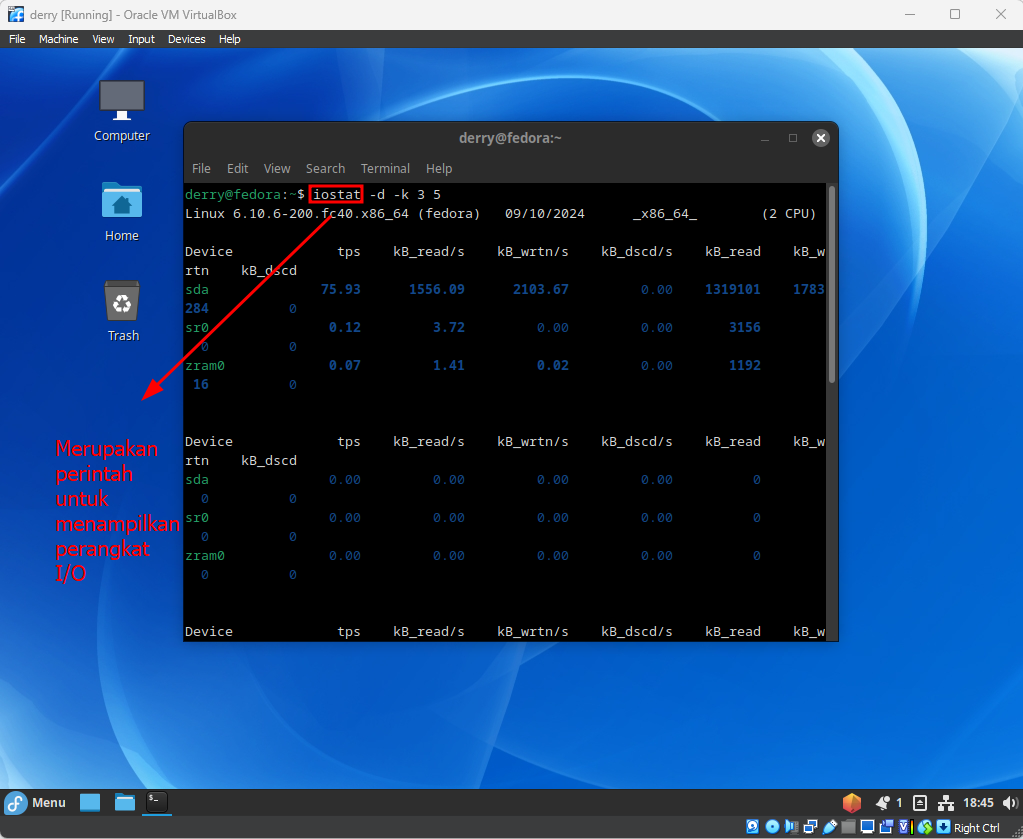 derry [Running] - Oracle VM VirtualBox
File Machine View Input Devices Help
Computer
Home
Trash
derry@fedora:~
File Edit View Search Terminal Help
derry@fedora:~$ iostat -d -k 3 5
Linux 6.10.6-200.fc40.x86_64 (fedora) 09/10/2024 _x86_64_ (2 CPU)
Device tps kB_read/s kB_wrtn/s kB_dscd/s kB_read kB_w
rtn kB_dscd
sda 75.93 1556.09 2103.67 0.00 1319101 1783
284 0
sr0 0.12 3.72 0.00 0.00 3156
0 0
zram0 0.07 1.41 0.02 0.00 1192
16 0
Device tps kB_read/s kB_wrtn/s kB_dscd/s kB_read kB_w
rtn kB_dscd
sda 0.00 0.00 0.00 0.00 0
0 0
sr0 0.00 0.00 0.00 0.00 0
0 0
zram0 0.00 0.00 0.00 0.00 0
0 0
Device tps kB_read/s kB_wrtn/s kB_dscd/s kB_read kB_w
Merupakan
perintah
untuk
menampilkan
perangkat
I/O
Menu
1 18:45
Right Ctrl